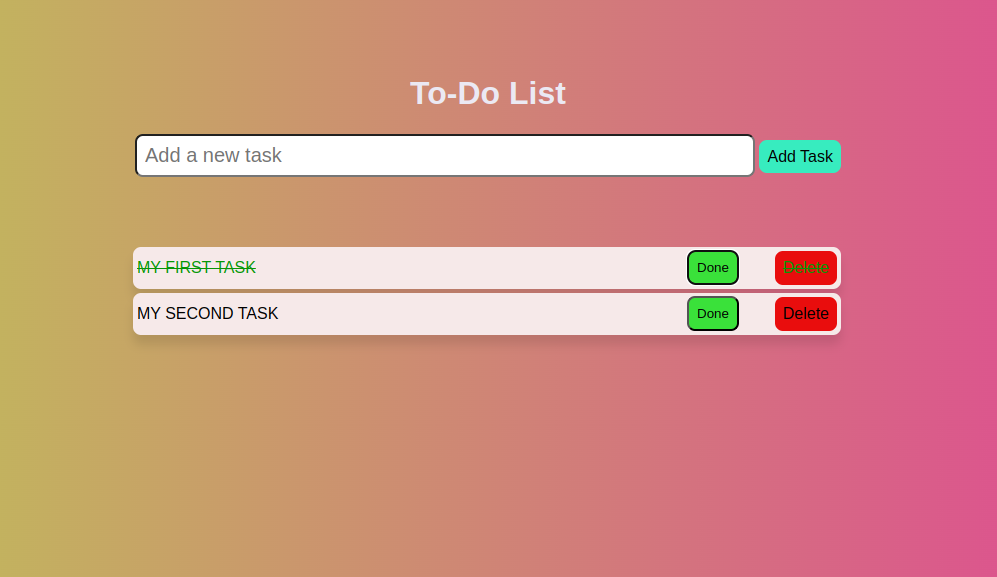 To-Do List
Add a new task Add Task
MY FIRST TASK Done Delete
MY SECOND TASK Done Delete